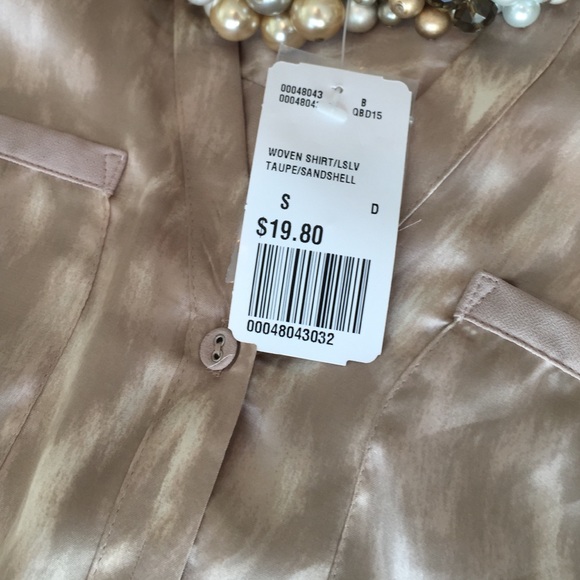 00048043 B
0004804 QBD15
WOVEN SHIRT/LSLV
TAUPE/SANDSHELL
S D
$19.80
00048043032